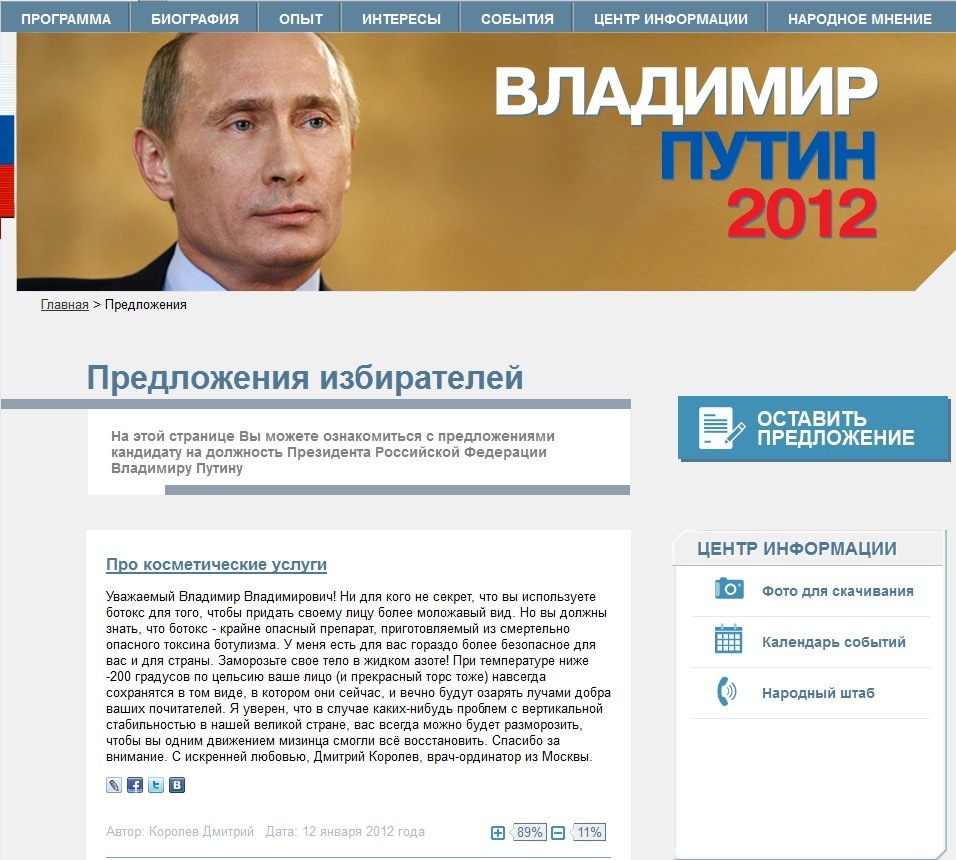 ПРОГРАММА
БИОГРАФИЯ
ОПЫТ
ИНТЕРЕСЫ
СОБЫТИЯ
ЦЕНТР ИНФОРМАЦИИ
НАРОДНОЕ МНЕНИЕ
ВЛАДИМИР
ПУТИН
2012
Главная > Предложения
Предложения избирателей
На этой странице Вы можете ознакомиться с предложениями
кандидату на должность Президента Российской Федерации
Владимиру Путину
ОСТАВИТЬ
ПРЕДЛОЖЕНИЕ
Про косметические услуги
Уважаемый Владимир Владимирович! Ни для кого не секрет, что вы используете
ботокс для того, чтобы придать своему лицу более моложавый вид. Но вы должны
знать, что ботокс - крайне опасный препарат, приготовляемый из смертельно
опасного токсина ботулизма. У меня есть для вас гораздо более безопасное для
вас и для страны. Заморозьте свое тело в жидком азоте! При температуре ниже
-200 градусов по цельсию ваше лицо (и прекрасный торс тоже) навсегда
сохранятся в том виде, в котором они сейчас, и вечно будут озарять лучами добра
ваших почитателей. Я уверен, что в случае каких-нибудь проблем с вертикальной
стабильностью в нашей великой стране, вас всегда можно будет разморозить,
чтобы вы одним движением мизинца смогли всё восстановить. Спасибо за
внимание. С искренней любовью, Дмитрий Королев, врач-ординатор из Москвы.
Автор: Королев Дмитрий Дата: 12 января 2012 года
89% 11%
ЦЕНТР ИНФОРМАЦИИ
Фото для скачивания
Календарь событий
Народный штаб